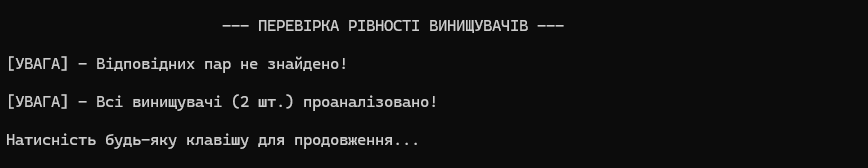 --- ПЕРЕВІРКА РІВНОСТІ ВИНИЩУВАЧІВ ---
[УВАГА] - Відповідних пар не знайдено!
[УВАГА] - Всі винищувачі (2 шт.) проаналізовано!
Натисність будь-яку клавішу для продовження...